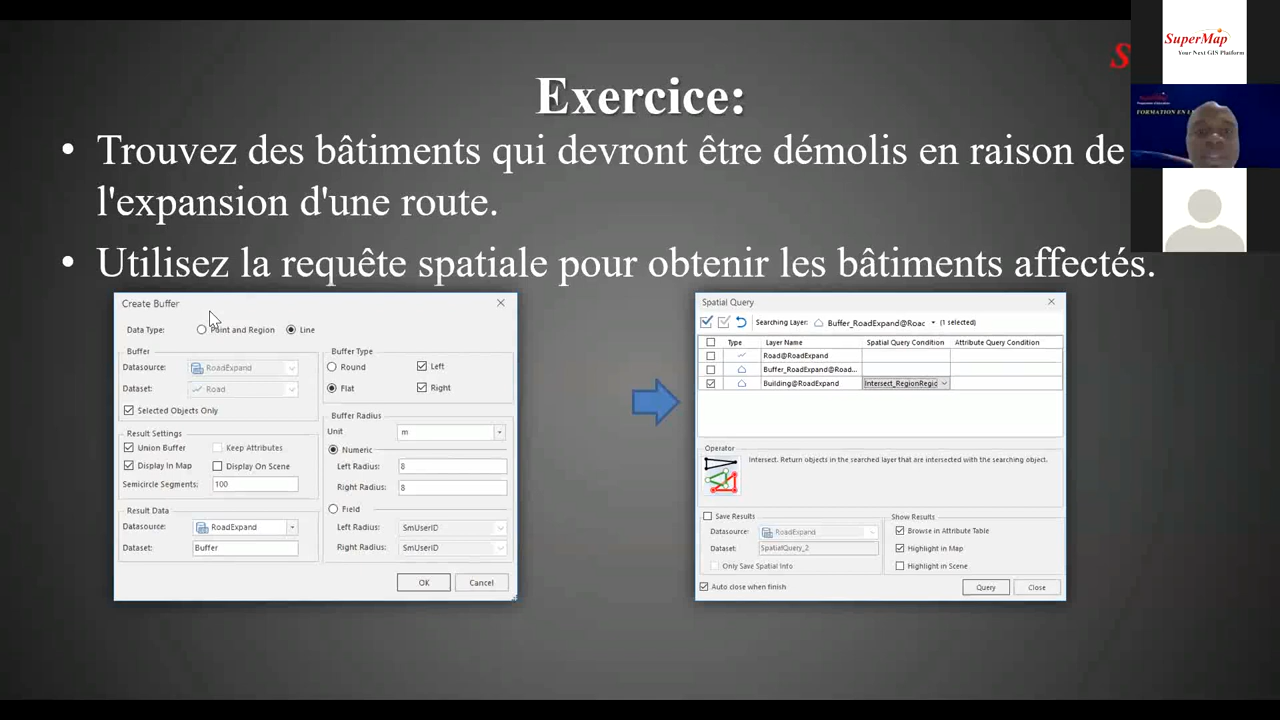 SuperMap
Your Next GIS Platform
S
Exercice:
FORMATION EN LI
• Trouvez des bâtiments qui devront être démolis en raison de
l'expansion d'une route.
• Utilisez la requête spatiale pour obtenir les bâtiments affectés.
Create Buffer
Data Type: Point and Region Line
Buffer
Datasource: RoadExpand
Dataset: Road
Selected Objects Only
Result Settings
Union Buffer Keep Attributes
Display In Map Display On Scene
Semicircle Segments: 100
Result Data
Datasource: RoadExpand
Dataset: Buffer
Buffer Type
Round Left
Flat Right
Buffer Radius
Unit m
Numeric
Left Radius: 8
Right Radius: 8
Field
Left Radius: SmUserID
Right Radius: SmUserID
OK Cancel
Spatial Query
Searching Layer: Buffer_RoadExpand@Roac (1 selected)
Type Layer Name Spatial Query Condition Attribute Query Condition
Road@RoadExpand
Buffer_RoadExpand@Road...
Building@RoadExpand Intersect_RegionRegic
Operator
Intersect. Return objects in the searched layer that are intersected with the searching object.
Save Results
Datasource: RoadExpand
Dataset: SpatialQuery_2
Only Save Spatial Into
Show Results
Browse in Attribute Table
Highlight in Map
Highlight in Scene
Auto close when finish
Query Close